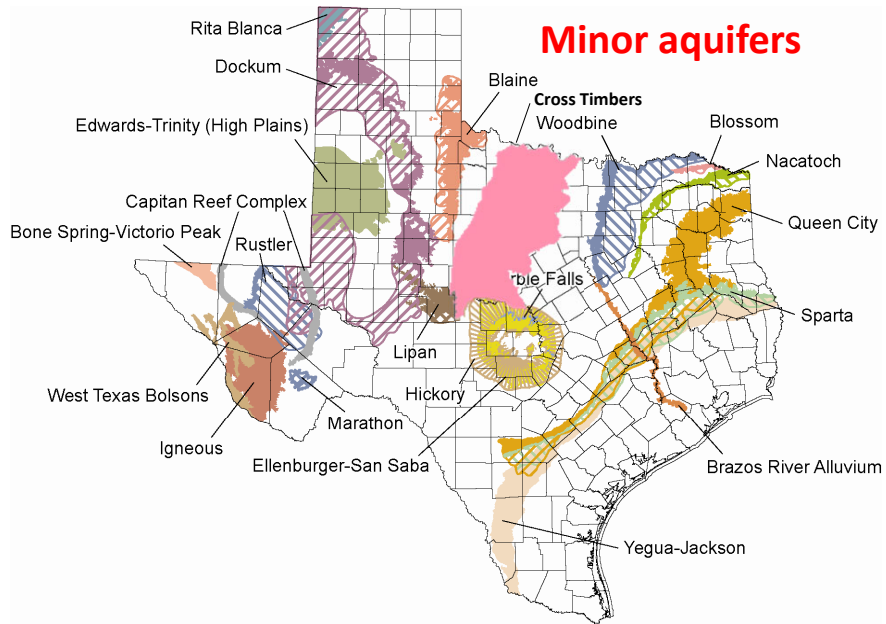 Minor aquifers
Rita Blanca
Dockum
Blaine
Cross Timbers
Woodbine
Blossom
Edwards-Trinity (High Plains)
Nacatoch
Capitan Reef Complex
Queen City
Bone Spring-Victorio Peak
Rustler
Falls
Sparta
Lipan
West Texas Bolsons
Hickory
Marathon
Igneous
Ellenburger-San Saba
Brazos River Alluvium
Yegua-Jackson